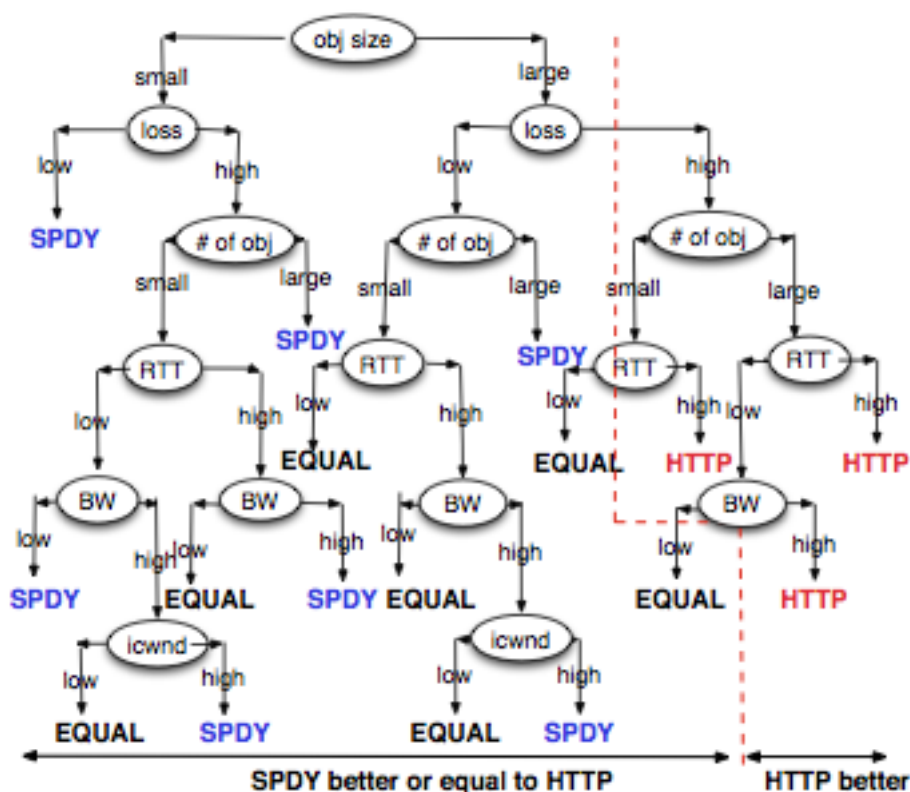 obj size
small
large
loss
loss
low
high
low
high
SPDY
# of obj
# of obj
# of obj
small
large
small
large
small
large
SPDY
SPDY
RTT
RTT
RTT
RTT
low
high
low
high
low
high
low
high
EQUAL
EQUAL
HTTP
HTTP
BW
BW
BW
BW
low
high
low
high
low
high
low
high
SPDY
EQUAL
SPDY
EQUAL
EQUAL
HTTP
icwnd
icwnd
low
high
low
high
EQUAL
SPDY
EQUAL
SPDY
SPDY better or equal to HTTP
HTTP better